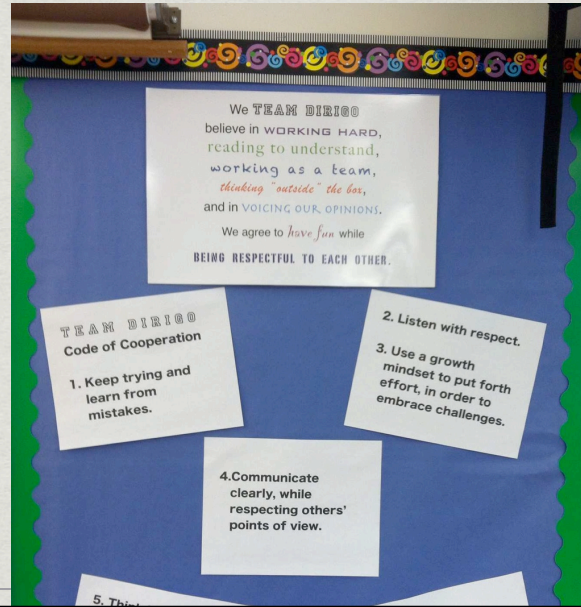 We TEAM DIRIGO
believe in WORKING HARD,
reading to understand,
working as a team,
thinking "outside" the box,
and in VOICING OUR OPINIONS.
We agree to have fun while
BEING RESPECTFUL TO EACH OTHER.
TEAM DIRIGO
Code of Cooperation
1. Keep trying and
learn from
mistakes.
2. Listen with respect.
3. Use a growth
mindset to put forth
effort, in order to
embrace challenges.
4.Communicate
clearly, while
respecting others'
points of view.
5.